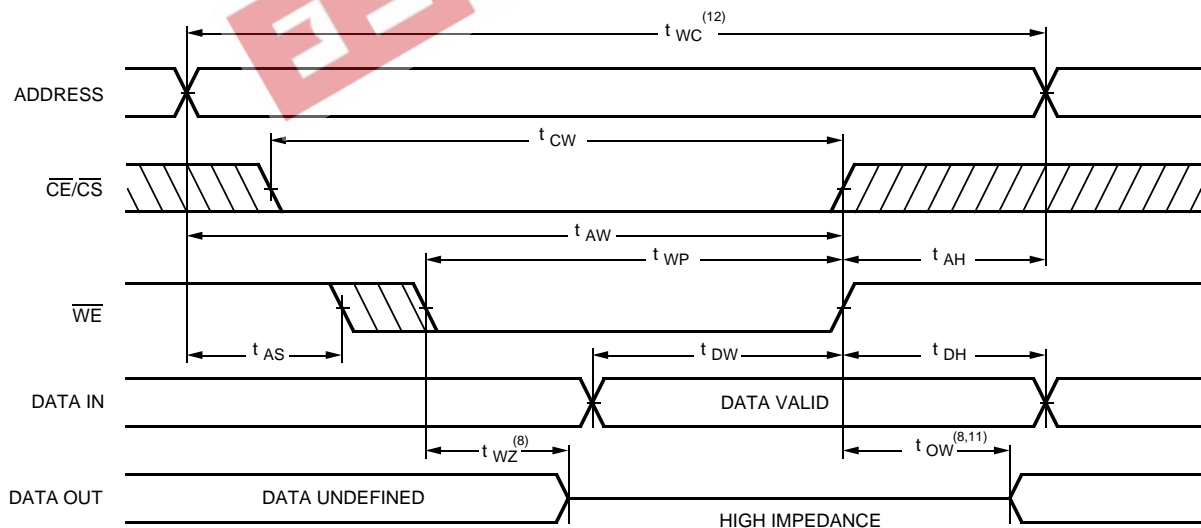 t WC (12)
ADDRESS
t CW
CE/CS
t AW
t WP
t AH
WE
t AS
t DW
t DH
DATA IN
DATA VALID
t WZ (8)
t OW (8,11)
DATA OUT
DATA UNDEFINED
HIGH IMPEDANCE